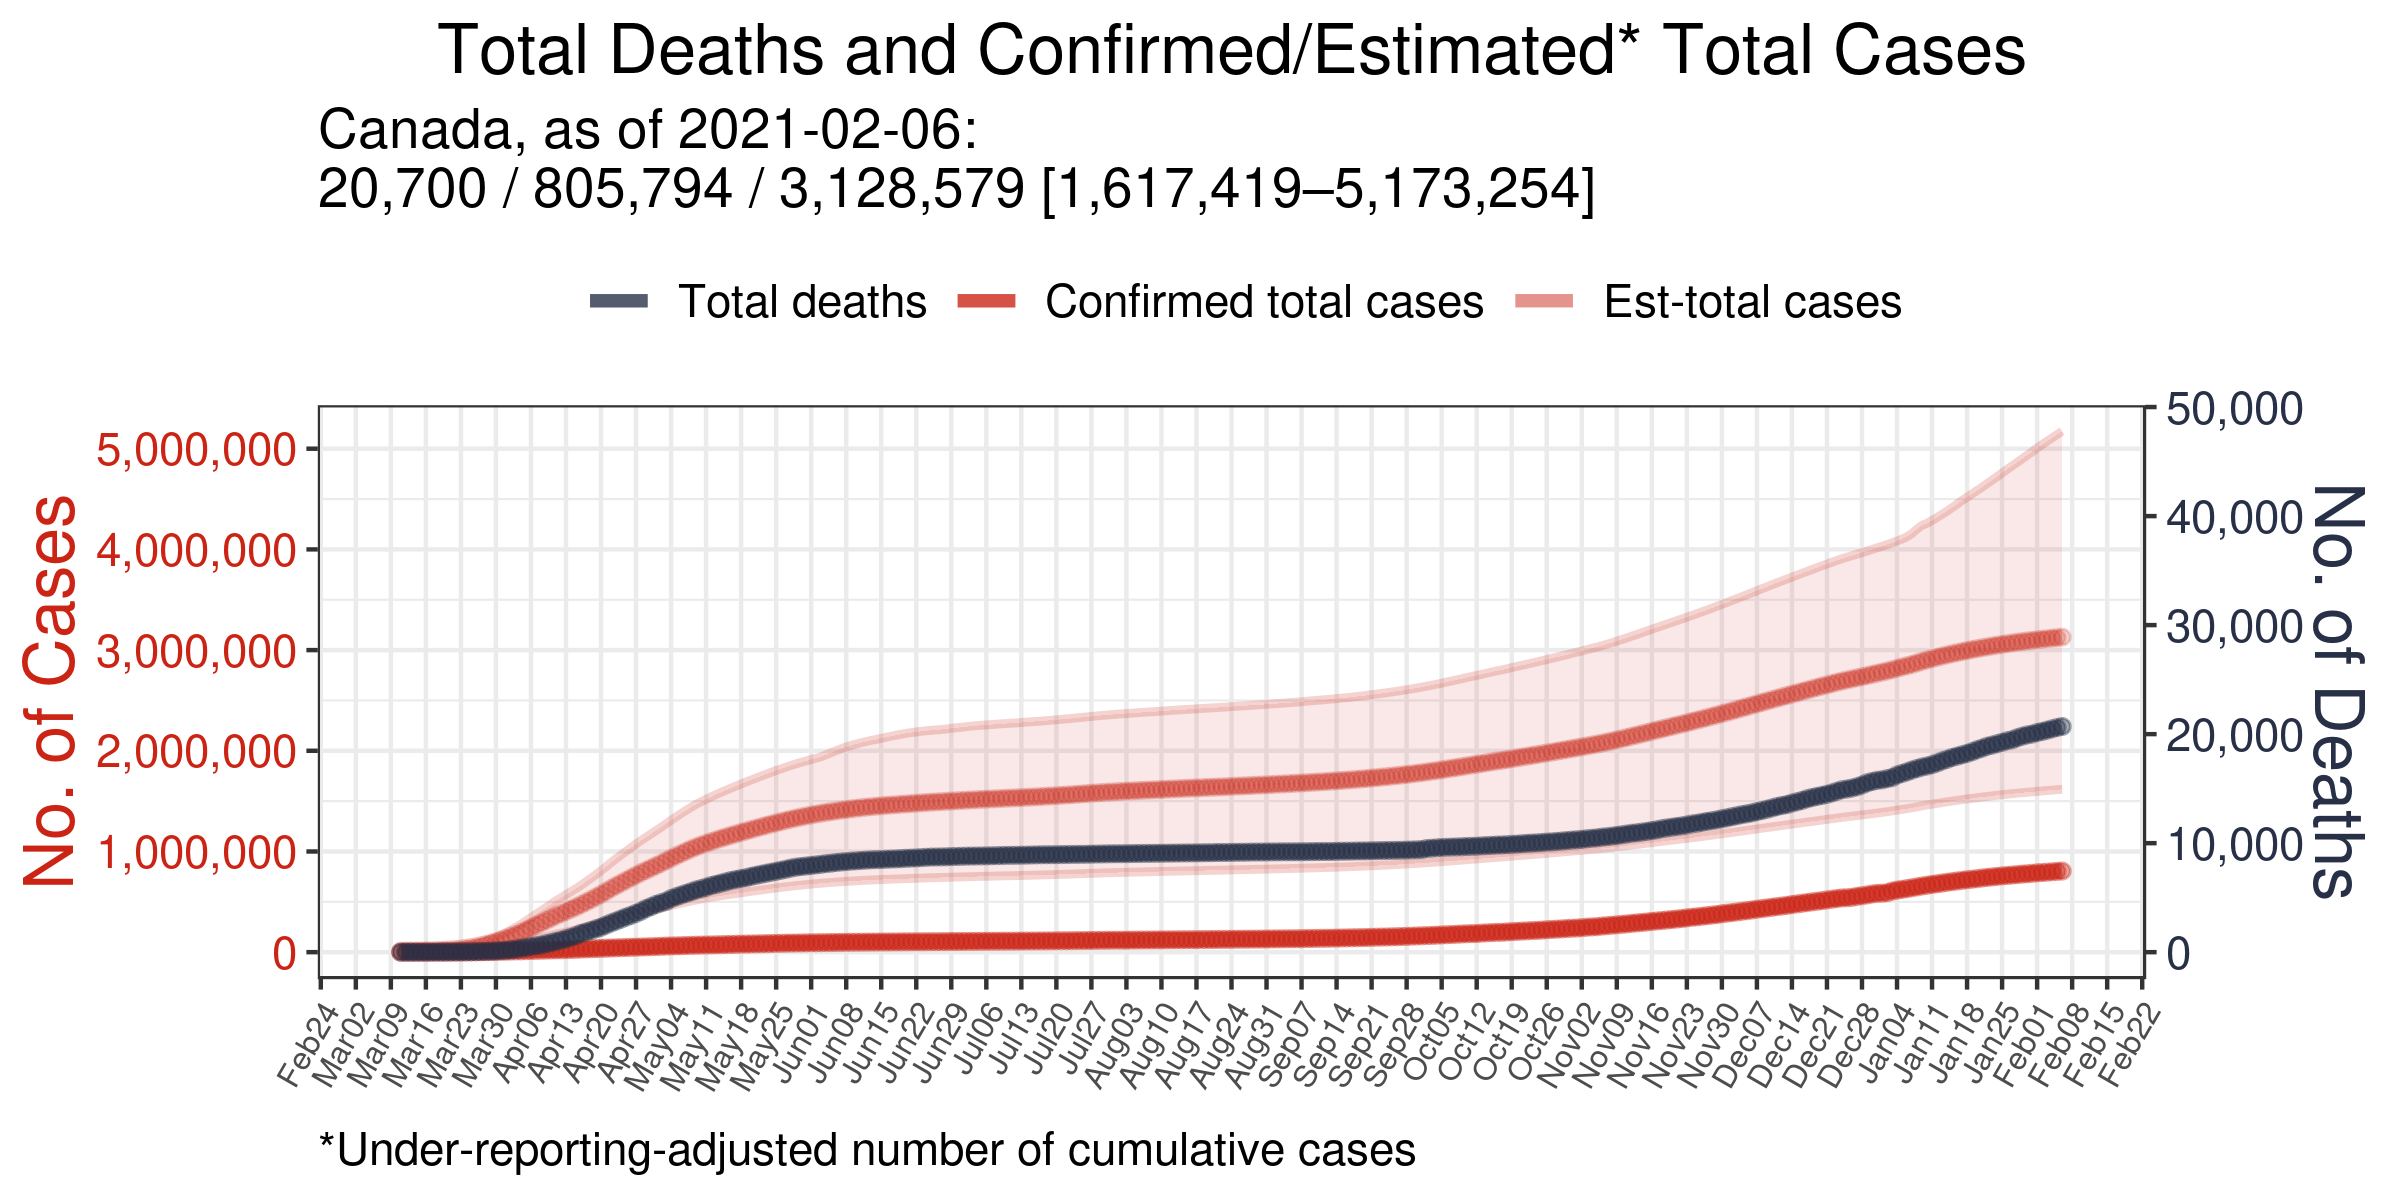 Total Deaths and Confirmed/Estimated* Total Cases
Canada, as of 2021-02-06:
20,700 / 805,794 / 3,128,579 [1,617,419–5,173,254]
Total deaths
Confirmed total cases
Est-total cases
No. of Cases
5,000,000
4,000,000
3,000,000
2,000,000
1,000,000
0
50,000
40,000
30,000
20,000
10,000
0
No. of Deaths
Feb24
Mar02
Mar09
Mar16
Mar23
Mar30
Apr06
Apr13
Apr20
Apr27
May04
May11
May18
May25
Jun01
Jun08
Jun15
Jun22
Jun29
Jul06
Jul13
Jul20
Jul27
Aug03
Aug10
Aug17
Aug24
Aug31
Sep07
Sep14
Sep21
Sep28
Oct05
Oct12
Oct19
Oct26
Nov02
Nov09
Nov16
Nov23
Nov30
Dec07
Dec14
Dec21
Dec28
Jan04
Jan11
Jan18
Jan25
Feb01
Feb08
Feb15
Feb22
*Under-reporting-adjusted number of cumulative cases